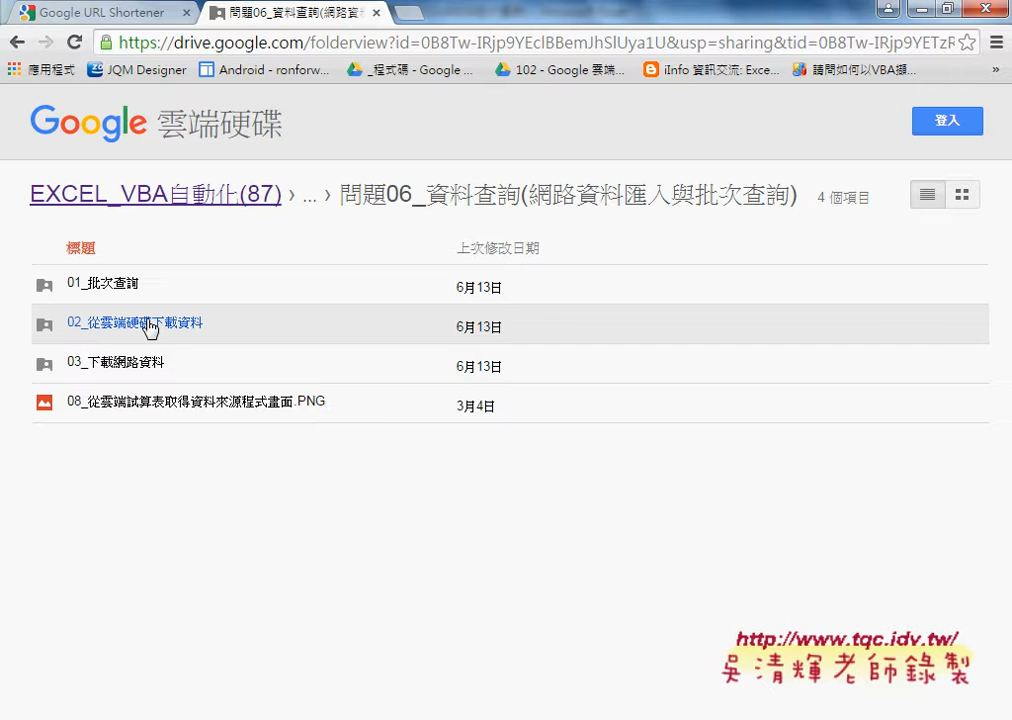 Google URL Shortener
問題06_資料查詢(網路資
https://drive.google.com/folderview?id=0B8Tw-IRjp9YEclBBemJhSlUya1U&usp=sharing&tid=0B8Tw-IRjp9YETzR
應用程式 JQM Designer Android - ronforw... _程式碼 - Google ... 102 - Google 雲端... iInfo 資訊交流: Exce... 請問如何以VBA擷... »
Google 雲端硬碟
登入
EXCEL_VBA自動化(87) › ... › 問題06_資料查詢(網路資料匯入與批次查詢) 4 個項目
標題 上次修改日期
01_批次查詢 6月13日
02_從雲端硬碟下載資料 6月13日
03_下載網路資料 6月13日
08_從雲端試算表取得資料來源程式畫面.PNG 3月4日
http://www.tqc.idv.tw/
吳清輝老師錄製